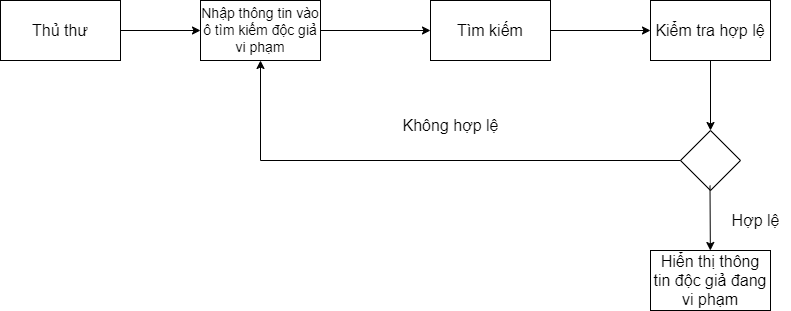 Thủ thư
Nhập thông tin vào
ô tìm kiếm độc giả
vi phạm
Tìm kiếm
Kiểm tra hợp lệ
Không hợp lệ
Hợp lệ
Hiển thị thông
tin độc giả đang
vi phạm